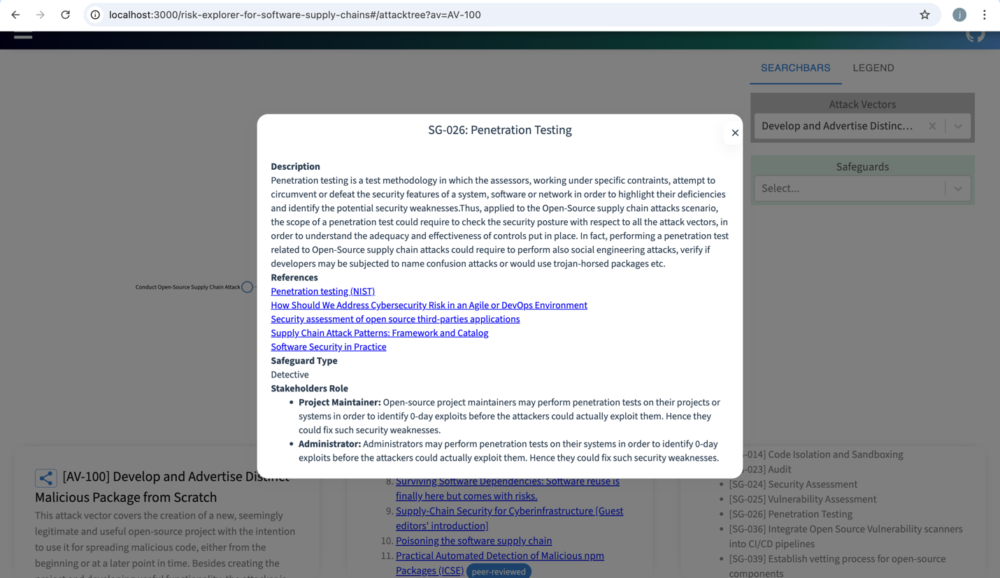 localhost:3000/risk-explorer-for-software-supply-chains#/attacktree?av=AV-100
j
SEARCHBARS
LEGEND
Attack Vectors
Develop and Advertise Distinc...
Safeguards
Select...
Conduct Open-Source Supply Chain Attack
SG-026: Penetration Testing
Description
Penetration testing is a test methodology in which the assessors, working under specific contraints, attempt to
circumvent or defeat the security features of a system, software or network in order to highlight their deficiencies
and identify the potential security weaknesses.Thus, applied to the Open-Source supply chain attacks scenario,
the scope of a penetration test could require to check the security posture with respect to all the attack vectors, in
order to understand the adequacy and effectiveness of controls put in place. In fact, performing a penetration test
related to Open-Source supply chain attacks could require to perform also social engineering attacks, verify if
developers may be subjected to name confusion attacks or would use trojan-horsed packages etc.
References
Penetration testing (NIST)
How Should We Address Cybersecurity Risk in an Agile or DevOps Environment
Security assessment of open source third-parties applications
Supply Chain Attack Patterns: Framework and Catalog
Software Security in Practice
Safeguard Type
Detective
Stakeholders Role
• Project Maintainer: Open-source project maintainers may perform penetration tests on their projects or
systems in order to identify 0-day exploits before the attackers could actually exploit them. Hence they
could fix such security weaknesses.
• Administrator: Administrators may perform penetration tests on their systems in order to identify 0-day
exploits before the attackers could actually exploit them. Hence they could fix such security weaknesses.
[AV-100] Develop and Advertise Distinct
Malicious Package from Scratch
This attack vector covers the creation of a new, seemingly
legitimate and useful open-source project with the intention
to use it for spreading malicious code, either from the
beginning or at a later point in time. Besides creating the
project and developing useful functionality, the attacker is
8. Surviving Software Dependencies: Software reuse is
finally here but comes with risks.
9. Supply-Chain Security for Cyberinfrastructure [Guest
editors' introduction]
10. Poisoning the software supply chain
11. Practical Automated Detection of Malicious npm
Packages (ICSE) peer-reviewed
-014] Code Isolation and Sandboxing
-023] Audit
• [SG-024] Security Assessment
• [SG-025] Vulnerability Assessment
• [SG-026] Penetration Testing
• [SG-036] Integrate Open Source Vulnerability scanners
into CI/CD pipelines
• [SG-039] Establish vetting process for open-source
components